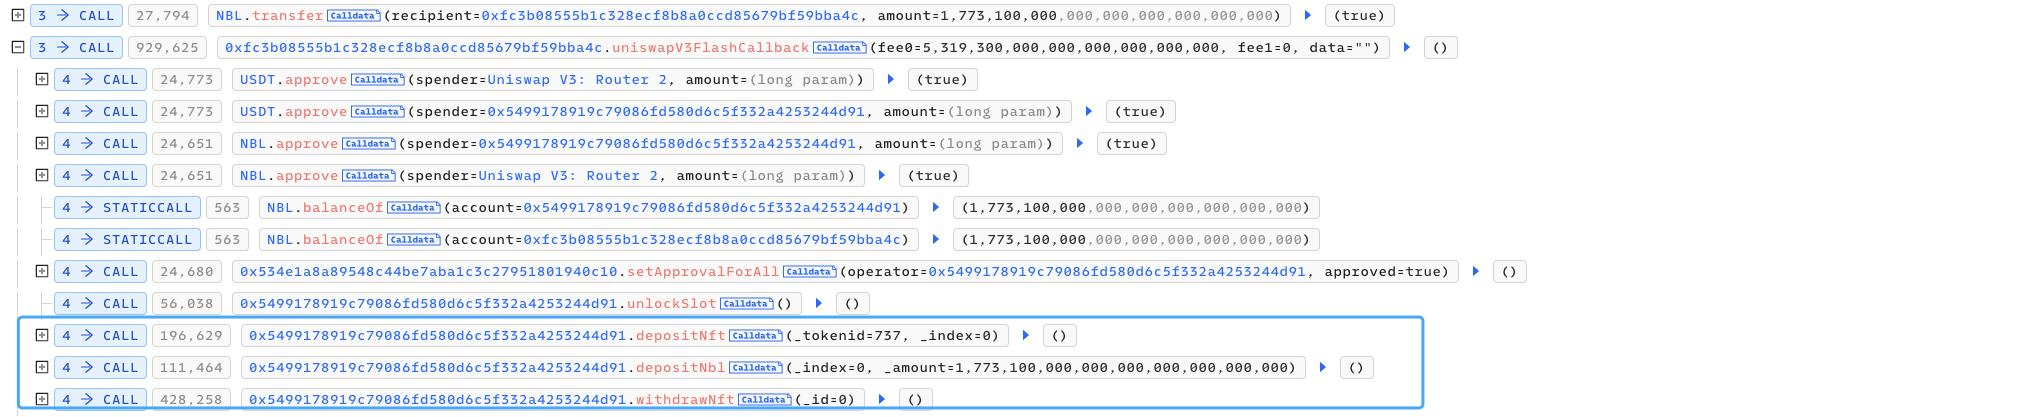 3 → CALL 27,794 NBL.transfer Calldata (recipient=0xfc3b08555b1c328ecf8b8a0ccd85679bf59bba4c, amount=1,773,100,000,000,000,000,000,000,000) (true)
3 → CALL 929,625 0xfc3b08555b1c328ecf8b8a0ccd85679bf59bba4c.uniswapV3FlashCallback Calldata (fee0=5,319,300,000,000,000,000,000,000, fee1=0, data="") ()
4 → CALL 24,773 USDT.approve Calldata (spender=Uniswap V3: Router 2, amount=(long param)) (true)
4 → CALL 24,773 USDT.approve Calldata (spender=0x5499178919c79086fd580d6c5f332a4253244d91, amount=(long param)) (true)
4 → CALL 24,651 NBL.approve Calldata (spender=0x5499178919c79086fd580d6c5f332a4253244d91, amount=(long param)) (true)
4 → CALL 24,651 NBL.approve Calldata (spender=Uniswap V3: Router 2, amount=(long param)) (true)
4 → STATICCALL 563 NBL.balanceOf Calldata (account=0x5499178919c79086fd580d6c5f332a4253244d91) (1,773,100,000,000,000,000,000,000,000)
4 → STATICCALL 563 NBL.balanceOf Calldata (account=0xfc3b08555b1c328ecf8b8a0ccd85679bf59bba4c) (1,773,100,000,000,000,000,000,000,000)
4 → CALL 24,680 0x534e1a8a89548c44be7aba1c3c27951801940c10.setApprovalForAll Calldata (operator=0x5499178919c79086fd580d6c5f332a4253244d91, approved=true) ()
4 → CALL 56,038 0x5499178919c79086fd580d6c5f332a4253244d91.unlockSlot Calldata () ()
4 → CALL 196,629 0x5499178919c79086fd580d6c5f332a4253244d91.depositNft Calldata (_tokenid=737, _index=0) ()
4 → CALL 111,464 0x5499178919c79086fd580d6c5f332a4253244d91.depositNbl Calldata (_index=0, _amount=1,773,100,000,000,000,000,000,000,000) ()
4 → CALL 428,258 0x5499178919c79086fd580d6c5f332a4253244d91.withdrawNft Calldata (_id=0) ()